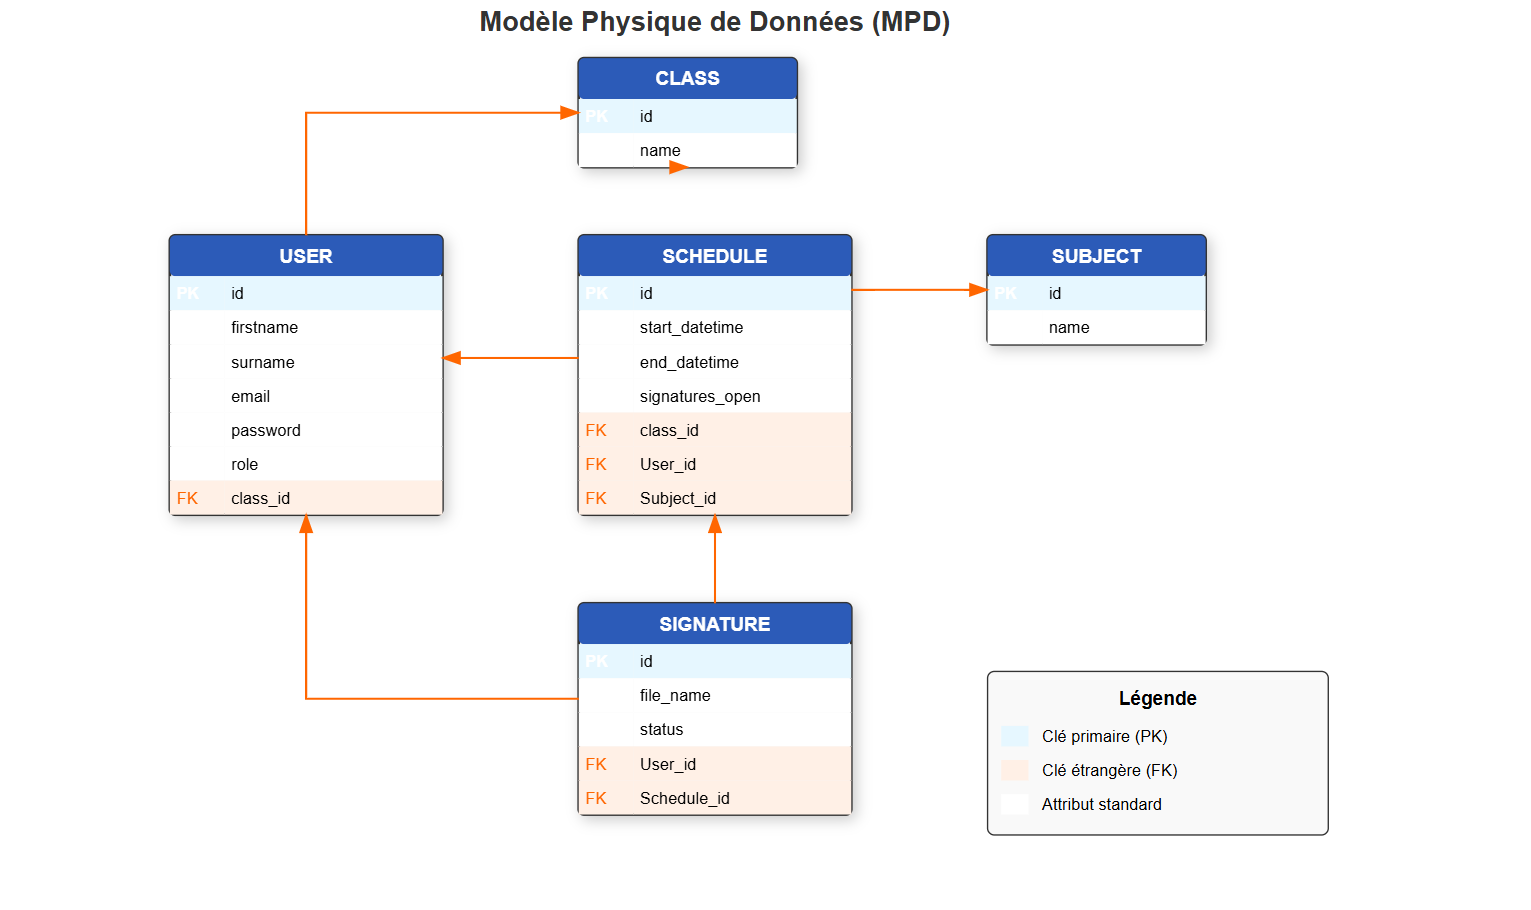 Modèle Physique de Données (MPD)
CLASS
PK id
name
USER
PK id
firstname
surname
email
password
role
FK class_id
SCHEDULE
PK id
start_datetime
end_datetime
signatures_open
FK class_id
FK User_id
FK Subject_id
SUBJECT
PK id
name
SIGNATURE
PK id
file_name
status
FK User_id
FK Schedule_id
Légende
Clé primaire (PK)
Clé étrangère (FK)
Attribut standard